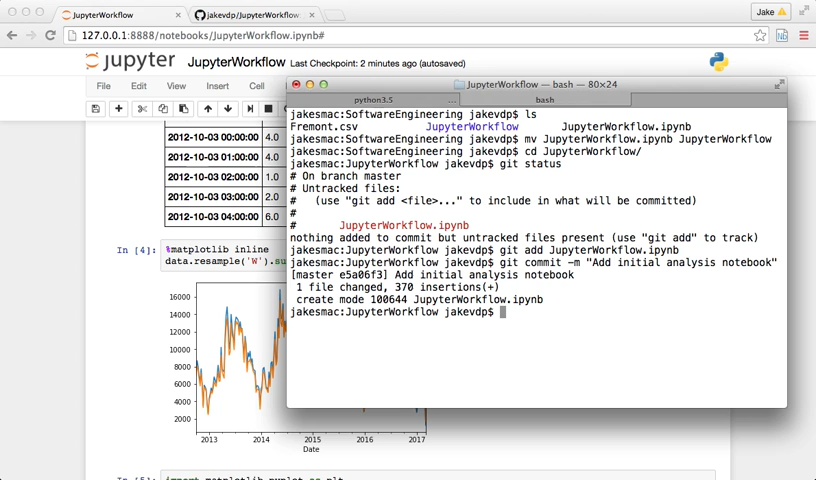 JupyterWorkflow
jakevdp/JupyterWorkflow
Jake
127.0.0.1:8888/notebooks/JupyterWorkflow.ipynb#
jupyter JupyterWorkflow Last Checkpoint: 2 minutes ago (autosaved)
File Edit View Insert Cell
2012-10-03 00:00:00 4.0
2012-10-03 01:00:00 4.0
2012-10-03 02:00:00 1.0
2012-10-03 03:00:00 2.0
2012-10-03 04:00:00 6.0
In [4]: %matplotlib inline
data.resample('W').su
16000
14000
12000
10000
8000
6000
4000
2000
2013 2014 2015 2016 2017
Date
In [5]: import matplotlib.pyplot as plt
JupyterWorkflow — bash — 80×24
python3.5 ... bash
jakesmac:SoftwareEngineering jakevdp$ ls
Fremont.csv JupyterWorkflow JupyterWorkflow.ipynb
jakesmac:SoftwareEngineering jakevdp$ mv JupyterWorkflow.ipynb JupyterWorkflow
jakesmac:SoftwareEngineering jakevdp$ cd JupyterWorkflow/
jakesmac:JupyterWorkflow jakevdp$ git status
# On branch master
# Untracked files:
#   (use "git add <file>..." to include in what will be committed)
#
#       JupyterWorkflow.ipynb
nothing added to commit but untracked files present (use "git add" to track)
jakesmac:JupyterWorkflow jakevdp$ git add JupyterWorkflow.ipynb
jakesmac:JupyterWorkflow jakevdp$ git commit -m "Add initial analysis notebook"
[master e5a06f3] Add initial analysis notebook
 1 file changed, 370 insertions(+)
 create mode 100644 JupyterWorkflow.ipynb
jakesmac:JupyterWorkflow jakevdp$